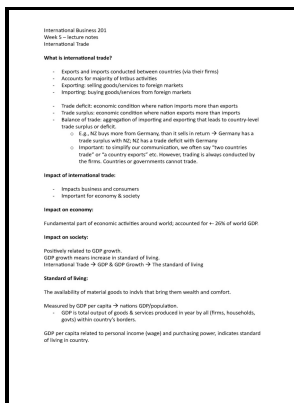 International Business 201
Week 5 – lecture notes
International Trade
What is international trade?
- Exports and Imports conducted between countries (via their firms)
- Accounts for majority of Intbus activities
- Exporting: selling goods/services to foreign markets
- Importing: buying goods/services from foreign markets
- Trade deficit: economic condition where nation imports more than exports
- Trade surplus: economic condition where nation exports more than imports
- Balance of trade: aggregation of importing and exporting that leads to country-level
trade surplus or deficit.
o E.g., NZ buys more from Germany, than it sells in return → Germany has a
trade surplus with NZ; NZ has a trade deficit with Germany
o Important: to simplify our communication, we often say “two countries
trade” or “a country exports” etc. However, trading is always conducted by
the firms. Countries or governments cannot trade.
Impact of international trade:
- Impacts business and consumers
- Important for economy & society
Impact on economy:
Fundamental part of economic activities around world; accounted for +- 26% of world GDP.
Impact on society:
Positively related to GDP growth.
GDP growth means increase in standard of living.
International Trade → GDP & GDP Growth → The standard of living
Standard of living:
The availability of material goods to indvls that bring them wealth and comfort.
Measured by GDP per capita → nations GDP/population.
- GDP is total output of goods & services produced in year by all (firms, households,
govts) within country’s borders.
GDP per capita related to personal income (wage) and purchasing power, indicates standard
of living in country.